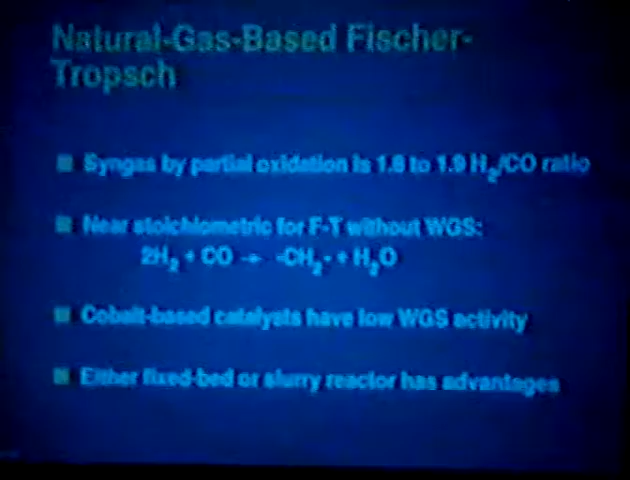 Natural-Gas-Based Fischer-
Tropsch
Syngas by partial oxidation is 1.8 to 1.9 H₂/CO ratio
Near stoichiometric for F-T without WGS:
2H₂ + CO → -CH₂- + H₂O
Cobalt-based catalysts have low WGS activity
Either fixed-bed or slurry reactor has advantages